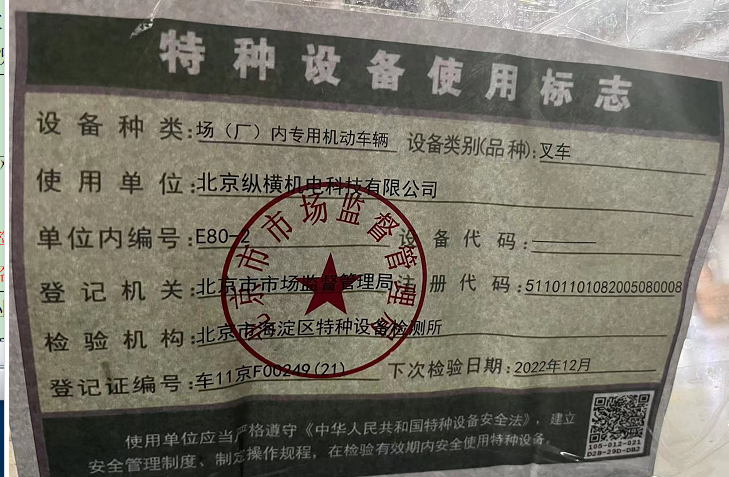 特种设备使用标志
设备种类:场（厂）内专用机动车辆 设备类别(品种):叉车
使用单位:北京纵横机电科技有限公司
单位内编号:E80-2 设备代码:———
登记机关:北京市市场监督管理局 注册代码:51101101082005080008
检验机构:北京市海淀区特种设备检测所
登记证编号:车11京F00249(21) 下次检验日期:2022年12月
使用单位应当严格遵守《中华人民共和国特种设备安全法》，建立
安全管理制度、制定操作规程，在检验有效期内安全使用特种设备。
105-012-021
D2B-29D-DB2
北京市市场监督管理局